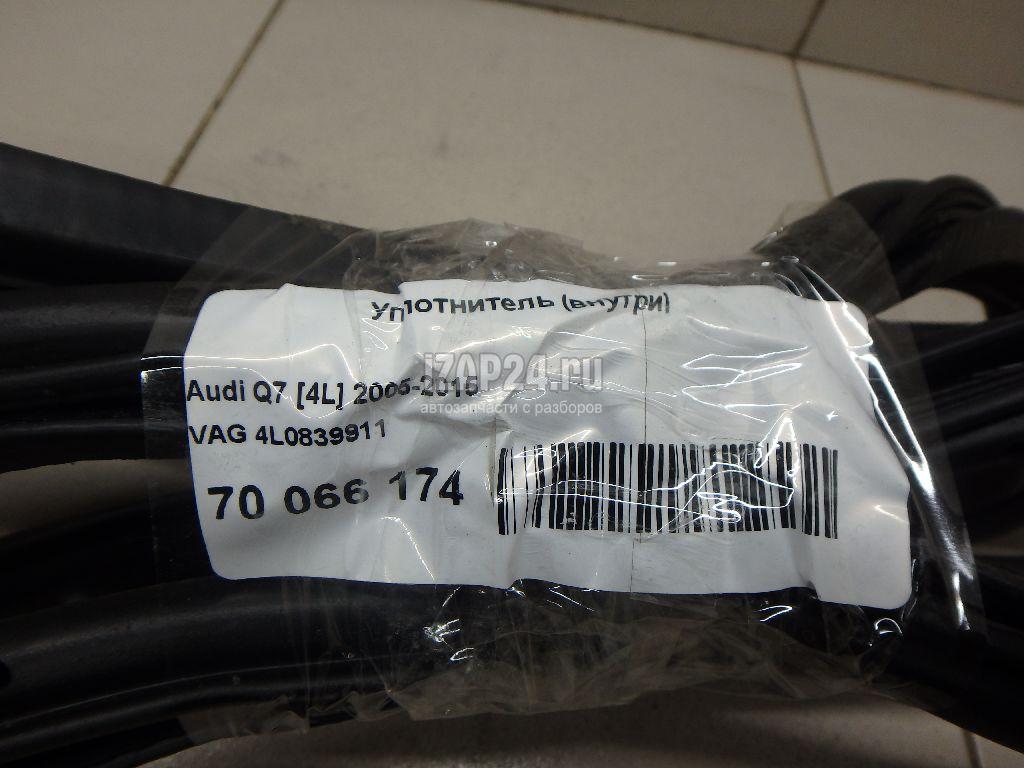 Уплотнитель (внутри)
iZAP24.ru
Audi Q7 [4L] 2005-2015
автозапчасти с разборов
VAG 4L0839911
70 066 174